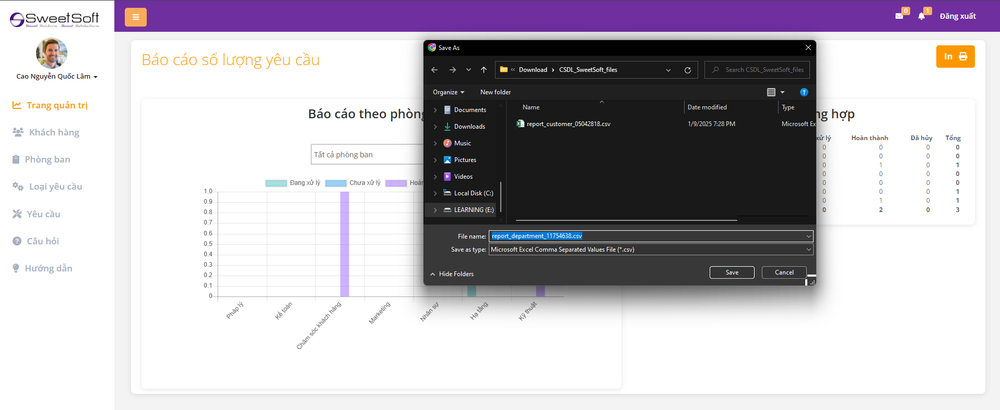 SweetSoft
Sweet Solutions - Sweet Satisfactions
Cao Nguyễn Quốc Lâm
Trang quản trị
Khách hàng
Phòng ban
Loại yêu cầu
Yêu cầu
Câu hỏi
Hướng dẫn
0
1
Đăng xuất
Báo cáo số lượng yêu cầu
In
Báo cáo theo phòng
Tất cả phòng ban
Đang xử lý
Chưa xử lý
Hoàn
1.0
0.9
0.8
0.7
0.6
0.5
0.4
0.3
0.2
0.1
0
Pháp lý
Kế toán
Chăm sóc khách hàng
Marketing
Nhân sự
Hạ tầng
Kỹ thuật
Save As
Download
CSDL_SweetSoft_files
Search CSDL_SweetSoft_files
Organize
New folder
?
Documents
Downloads
Music
Pictures
Videos
Local Disk (C:)
LEARNING (E:)
Name Date modified Type
report_customer_05042818.csv 1/9/2025 7:28 PM Microsoft Ex
File name: report_department_11754638.csv
Save as type: Microsoft Excel Comma Separated Values File (*.csv)
Hide Folders
Save
Cancel
ng hợp
xử lý Hoàn thành Đã hủy Tổng
0 0 0 0
0 0 0 0
0 1 0 1
0 0 0 0
0 0 0 0
0 0 0 1
0 1 0 1
0 2 0 3